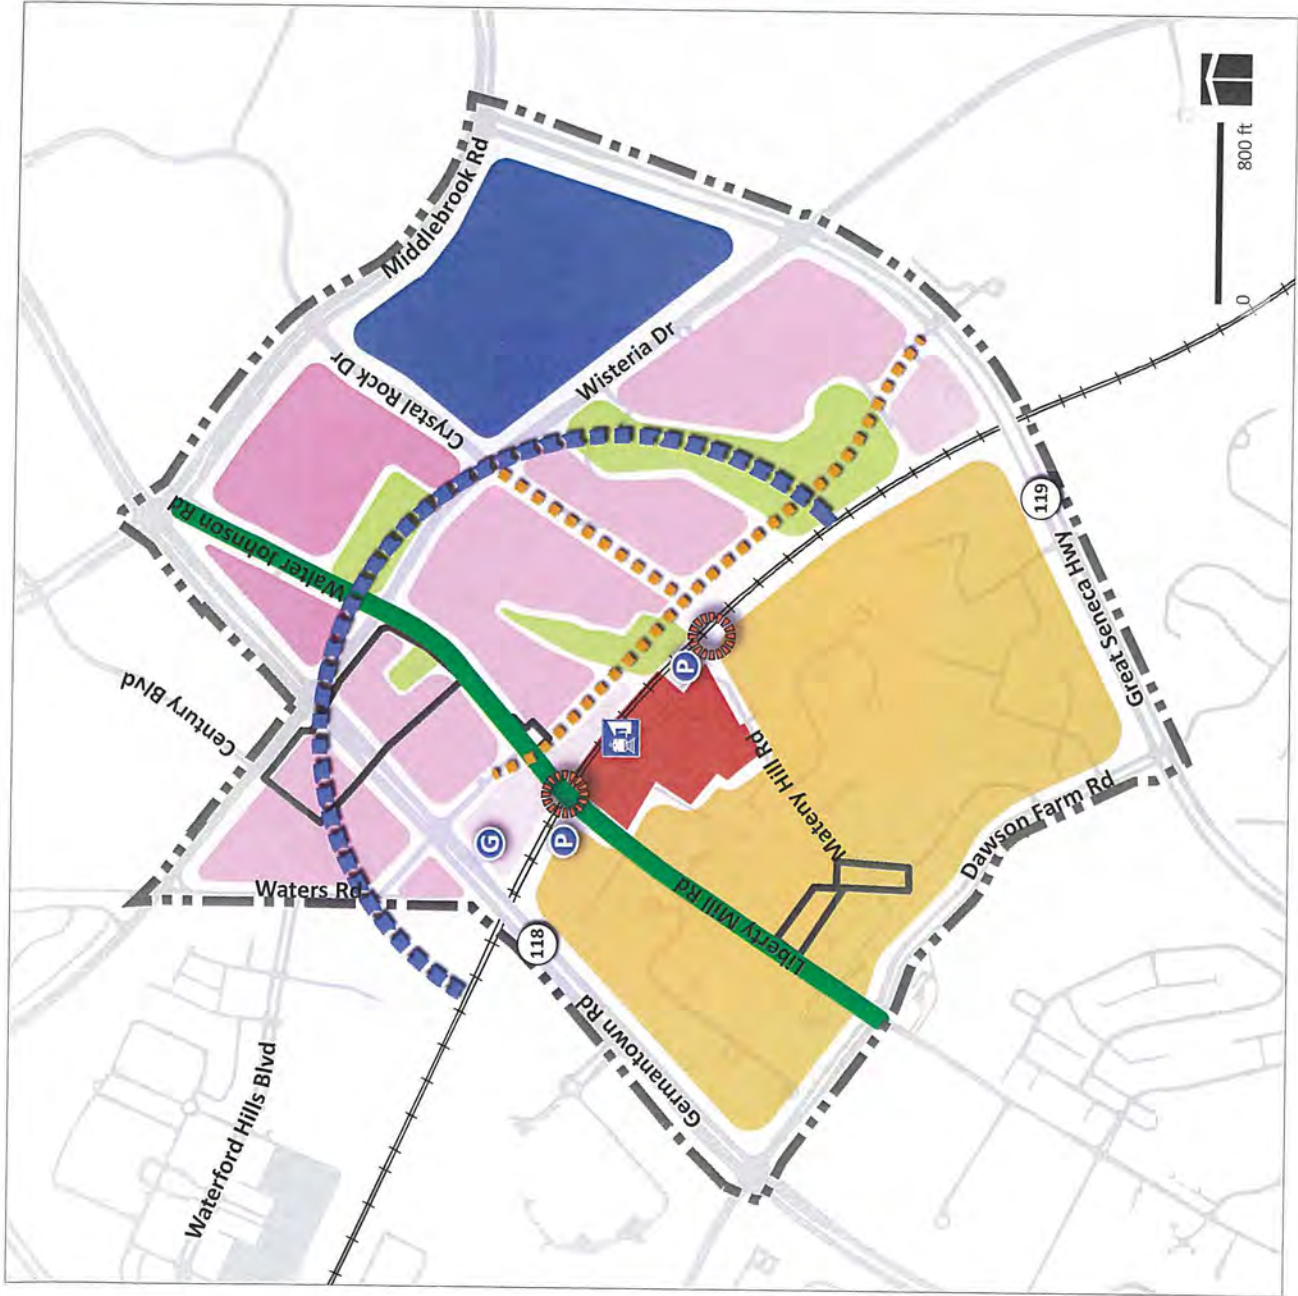 Middlebrook Rd
Crystal Rock Dr
Wisteria Dr
Walter Johnson Rd
Century Blvd
Waters Rd
Waterford Hills Blvd
Germantown Rd
118
Liberty Mill Rd
Mateny Hill Rd
Dawson Farm Rd
Great Seneca Hwy
119
P
P
G
0
800 ft